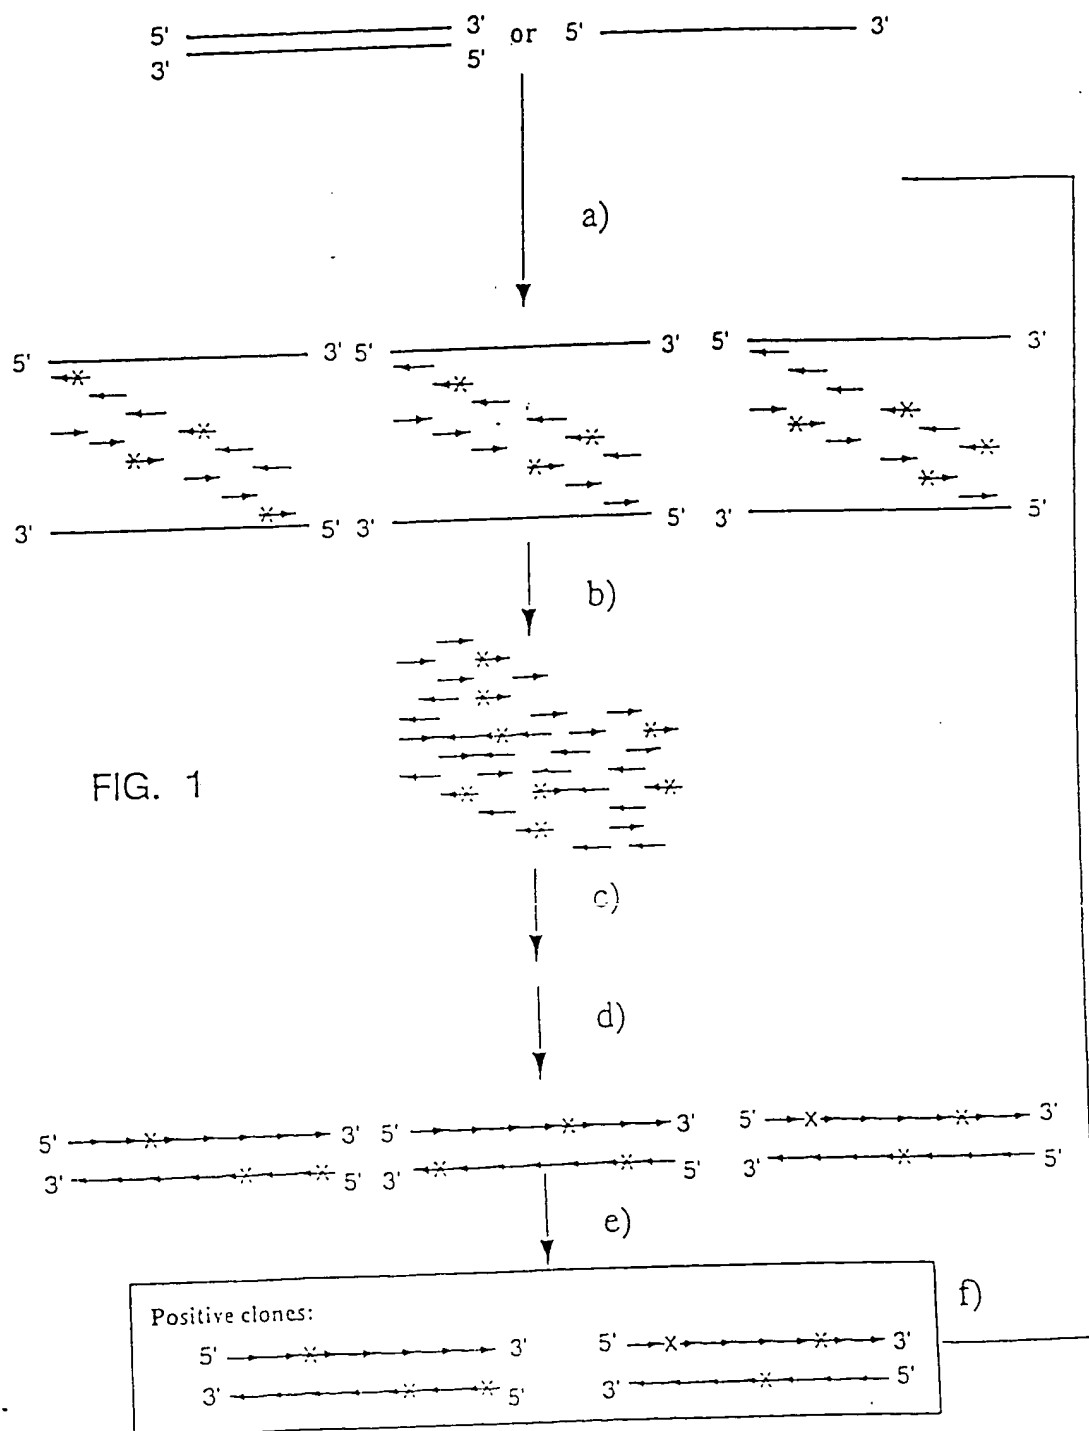 5' 3' or 5' 3'
3' 5'
a)
5' 3' 5' 3' 5' 3'
3' 5' 3' 5' 3' 5'
b)
FIG. 1
c)
d)
5' 3' 5' 3' 5' 3'
3' 5' 3' 5' 3' 5'
e)
f)
Positive clones:
5' 3' 5' 3'
3' 5' 3' 5'